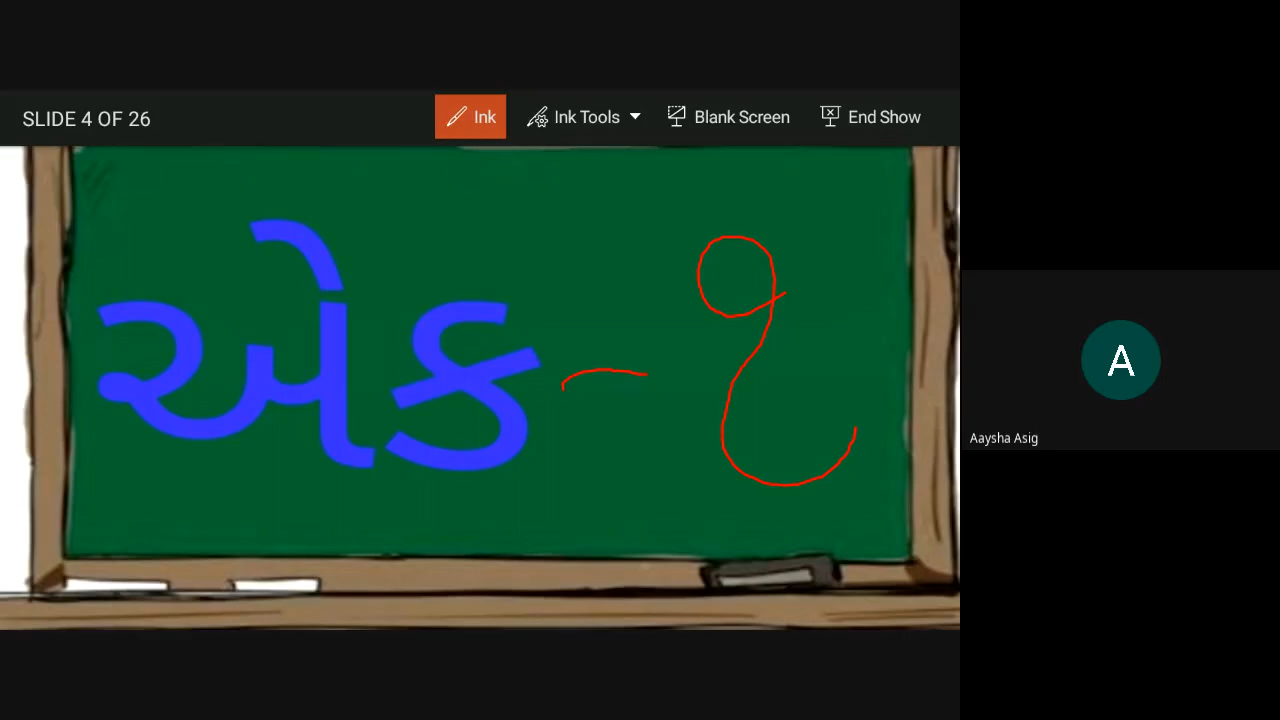 SLIDE 4 OF 26
Ink
Ink Tools
Blank Screen
End Show
એક - ૧
A
Aaysha Asig